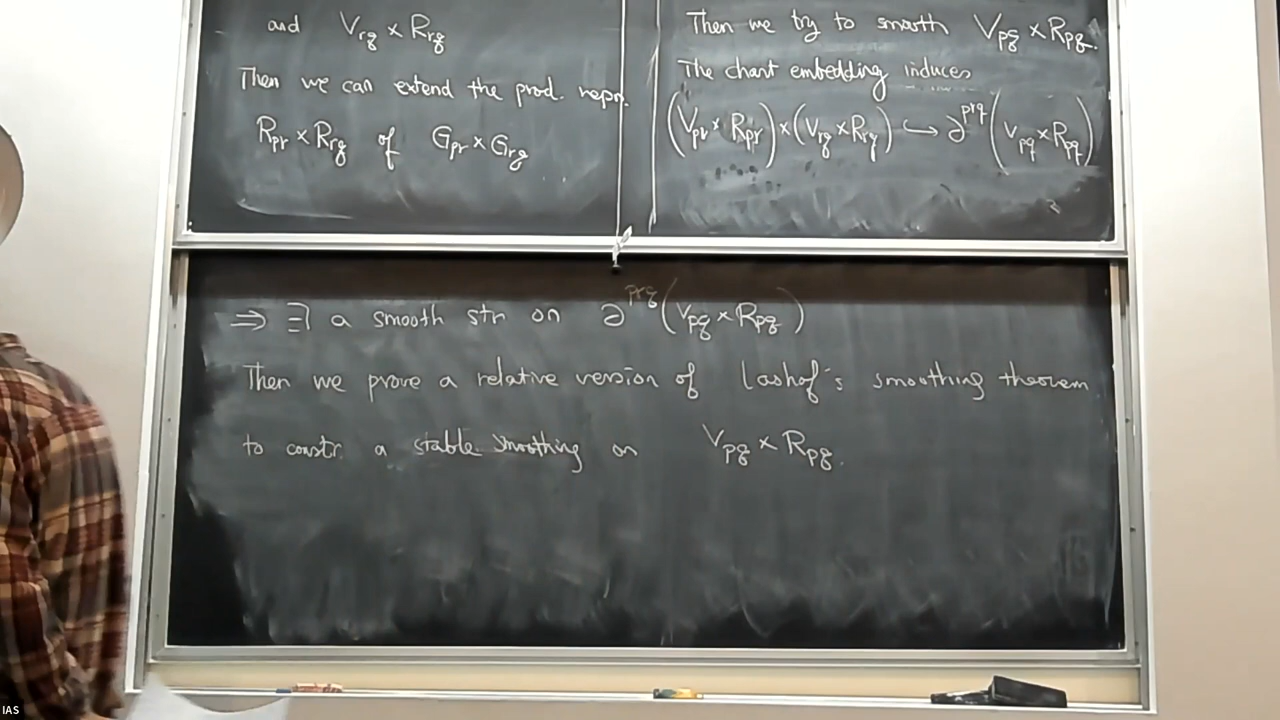 and V_{rq} × R_{rq}
Then we can extend the prod. repn.
R_{pr} × R_{rq} of G_{pr} × G_{rq}
Then we try to smooth V_{pq} × R_{pq}.
The chart embedding induces
(V_{pr} × R_{pr}) × (V_{rq} × R_{rq}) ↪ ∂^{prq} (V_{pq} × R_{pq})
⇒ ∃ a smooth str on ∂^{prq} (V_{pq} × R_{pq})
Then we prove a relative version of Lashof's smoothing theorem
to constr. a stable smoothing on V_{pq} × R_{pq}.
IAS